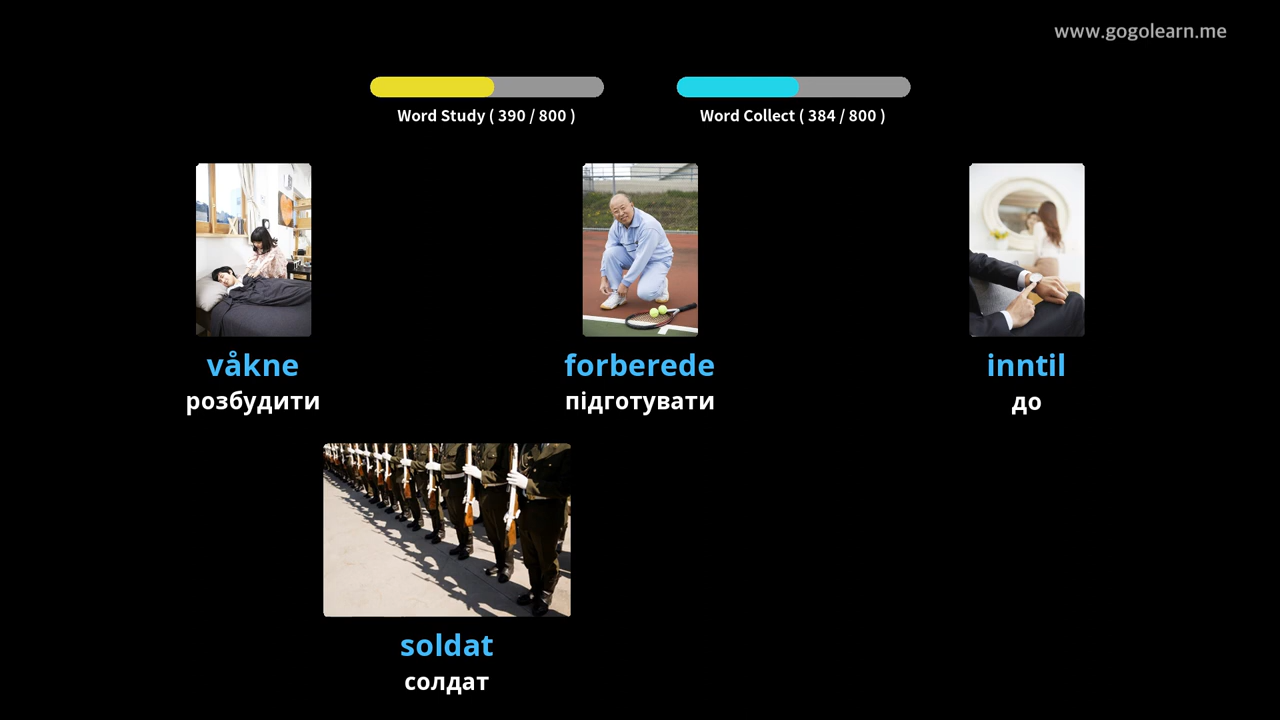 www.gogolearn.me
Word Study ( 390 / 800 )
Word Collect ( 384 / 800 )
våkne
розбудити
forberede
підготувати
inntil
до
soldat
солдат